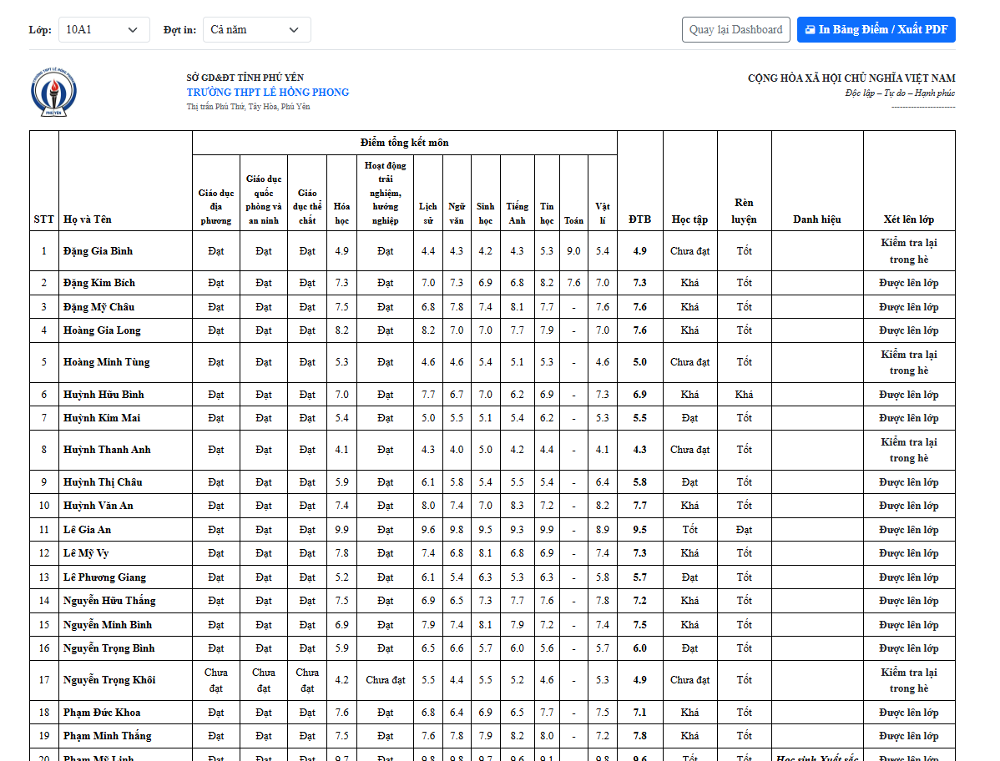 Lớp: 10A1 Đợt in: Cả năm Quay lại Dashboard In Bảng Điểm / Xuất PDF
TRƯỜNG THPT LÊ HỒNG PHONG
PHÚ YÊN
SỞ GD&ĐT TỈNH PHÚ YÊN
TRƯỜNG THPT LÊ HỒNG PHONG
Thị trấn Phú Thứ, Tây Hòa, Phú Yên
CỘNG HÒA XÃ HỘI CHỦ NGHĨA VIỆT NAM
Độc lập – Tự do – Hạnh phúc
-----------------------
STT Họ và Tên Điểm tổng kết môn ĐTB Học tập Rèn luyện Danh hiệu Xét lên lớp
Giáo dục địa phương Giáo dục quốc phòng và an ninh Giáo dục thể chất Hóa học Hoạt động trải nghiệm, hướng nghiệp Lịch sử Ngữ văn Sinh học Tiếng Anh Tin học Toán Vật lí
1 Đặng Gia Bình Đạt Đạt Đạt 4.9 Đạt 4.4 4.3 4.2 4.3 5.3 9.0 5.4 4.9 Chưa đạt Tốt Kiểm tra lại trong hè
2 Đặng Kim Bích Đạt Đạt Đạt 7.3 Đạt 7.0 7.3 6.9 6.8 8.2 7.6 7.0 7.3 Khá Tốt Được lên lớp
3 Đặng Mỹ Châu Đạt Đạt Đạt 7.5 Đạt 6.8 7.8 7.4 8.1 7.7 - 7.6 7.6 Khá Tốt Được lên lớp
4 Hoàng Gia Long Đạt Đạt Đạt 8.2 Đạt 8.2 7.0 7.0 7.7 7.9 - 7.0 7.6 Khá Tốt Được lên lớp
5 Hoàng Minh Tùng Đạt Đạt Đạt 5.3 Đạt 4.6 4.6 5.4 5.1 5.3 - 4.6 5.0 Chưa đạt Tốt Kiểm tra lại trong hè
6 Huỳnh Hữu Bình Đạt Đạt Đạt 7.0 Đạt 7.7 6.7 7.0 6.2 6.9 - 7.3 6.9 Khá Khá Được lên lớp
7 Huỳnh Kim Mai Đạt Đạt Đạt 5.4 Đạt 5.0 5.5 5.1 5.4 6.2 - 5.3 5.5 Đạt Tốt Được lên lớp
8 Huỳnh Thanh Anh Đạt Đạt Đạt 4.1 Đạt 4.3 4.0 5.0 4.2 4.4 - 4.1 4.3 Chưa đạt Tốt Kiểm tra lại trong hè
9 Huỳnh Thị Châu Đạt Đạt Đạt 5.9 Đạt 6.1 5.8 5.4 5.5 5.4 - 6.4 5.8 Đạt Tốt Được lên lớp
10 Huỳnh Văn An Đạt Đạt Đạt 7.4 Đạt 8.0 7.4 7.0 8.3 7.2 - 8.2 7.7 Khá Tốt Được lên lớp
11 Lê Gia An Đạt Đạt Đạt 9.9 Đạt 9.6 9.8 9.5 9.3 9.9 - 8.9 9.5 Tốt Đạt Được lên lớp
12 Lê Mỹ Vy Đạt Đạt Đạt 7.8 Đạt 7.4 6.8 8.1 6.8 6.9 - 7.4 7.3 Khá Tốt Được lên lớp
13 Lê Phương Giang Đạt Đạt Đạt 5.2 Đạt 6.1 5.4 6.3 5.3 6.3 - 5.8 5.7 Đạt Tốt Được lên lớp
14 Nguyễn Hữu Thắng Đạt Đạt Đạt 7.5 Đạt 6.9 6.5 7.3 7.7 7.6 - 7.8 7.2 Khá Tốt Được lên lớp
15 Nguyễn Minh Bình Đạt Đạt Đạt 6.9 Đạt 7.9 7.4 8.1 7.9 7.2 - 7.4 7.5 Khá Tốt Được lên lớp
16 Nguyễn Trọng Bình Đạt Đạt Đạt 5.9 Đạt 6.5 6.6 5.7 6.0 5.6 - 5.7 6.0 Đạt Tốt Được lên lớp
17 Nguyễn Trọng Khôi Chưa đạt Chưa đạt Chưa đạt 4.2 Chưa đạt 5.5 4.4 5.5 5.2 4.6 - 5.3 4.9 Chưa đạt Tốt Kiểm tra lại trong hè
18 Phạm Đức Khoa Đạt Đạt Đạt 7.6 Đạt 6.8 6.4 6.9 6.5 7.7 - 7.5 7.1 Khá Tốt Được lên lớp
19 Phạm Minh Thắng Đạt Đạt Đạt 7.5 Đạt 7.6 7.8 7.9 8.2 8.0 - 7.2 7.8 Khá Tốt Được lên lớp
20 Phạm Mỹ Linh Đạt Đạt Đạt 9.7 Đạt 9.8 9.8 9.7 9.6 9.1 - 9.8 9.6 Tốt Tốt Học sinh Xuất sắc Được lên lớp